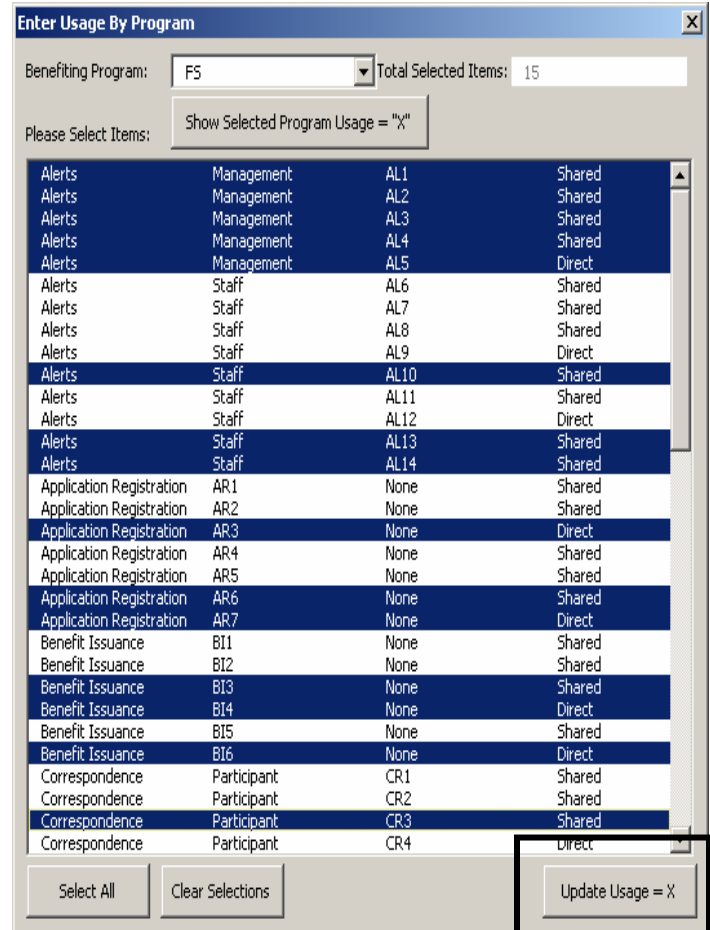 Enter Usage By Program X
Benefiting Program: FS Total Selected Items: 15
Show Selected Program Usage = "X"
Please Select Items:
Alerts Management AL1 Shared
Alerts Management AL2 Shared
Alerts Management AL3 Shared
Alerts Management AL4 Shared
Alerts Management AL5 Direct
Alerts Staff AL6 Shared
Alerts Staff AL7 Shared
Alerts Staff AL8 Shared
Alerts Staff AL9 Direct
Alerts Staff AL10 Shared
Alerts Staff AL11 Shared
Alerts Staff AL12 Direct
Alerts Staff AL13 Shared
Alerts Staff AL14 Shared
Application Registration AR1 None Shared
Application Registration AR2 None Shared
Application Registration AR3 None Direct
Application Registration AR4 None Shared
Application Registration AR5 None Shared
Application Registration AR6 None Shared
Application Registration AR7 None Direct
Benefit Issuance BI1 None Shared
Benefit Issuance BI2 None Shared
Benefit Issuance BI3 None Shared
Benefit Issuance BI4 None Direct
Benefit Issuance BI5 None Shared
Benefit Issuance BI6 None Direct
Correspondence Participant CR1 Shared
Correspondence Participant CR2 Shared
Correspondence Participant CR3 Shared
Correspondence Participant CR4 Direct
Select All Clear Selections Update Usage = X